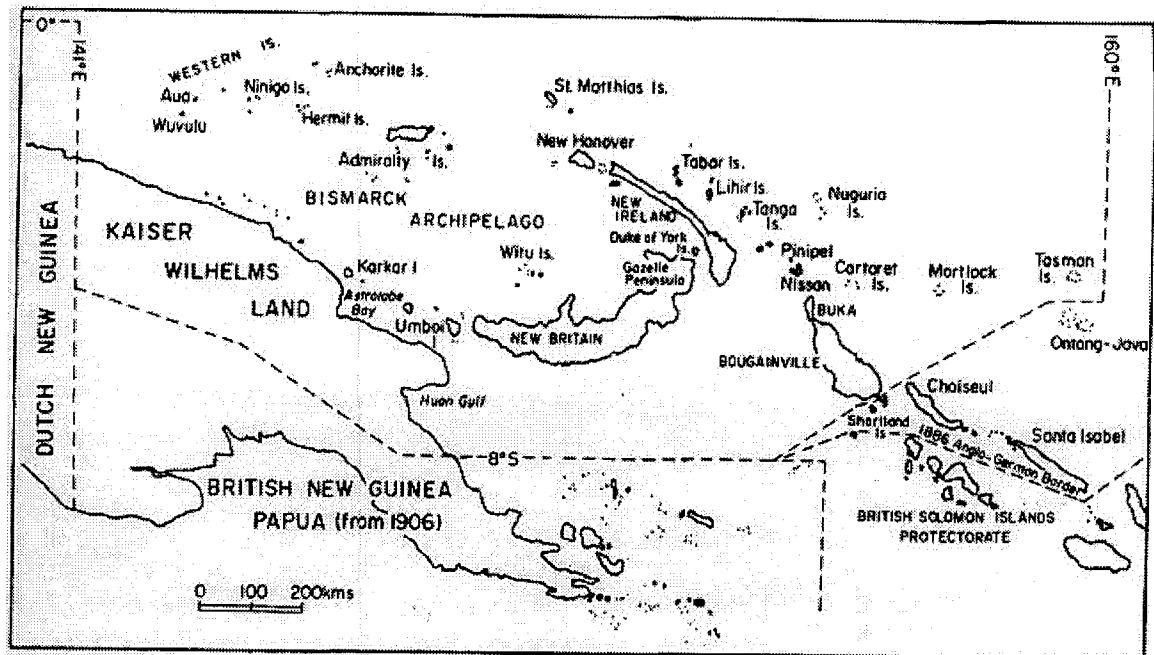 0°
141°E
160°E
WESTERN IS.
Anchorite Is.
Aua
Ninigo Is.
Wuvulu
Hermit Is.
St. Matthias Is.
Admiralty Is.
New Hanover
Tabar Is.
Lihir Is.
Nuguria
Is.
NEW
IRELAND
Tanga
Is.
BISMARCK
ARCHIPELAGO
DUTCH NEW GUINEA
KAISER
WILHELMS
LAND
Karkar I
Witu Is.
Duke of York
Is.
Gazelle
Peninsula
Pinipel
Nissan
Cartaret
Is.
Mortlock
Is.
Tasman
Is.
Astrolabe
Bay
Umboi
NEW BRITAIN
BUKA
BOUGAINVILLE
Ontong-Java
Huon Gulf
Choiseul
Shortland
Is
1886 Anglo-German Border
Santa Isabel
8°S
BRITISH NEW GUINEA
PAPUA (from 1906)
BRITISH SOLOMON ISLANDS
PROTECTORATE
0 100 200kms